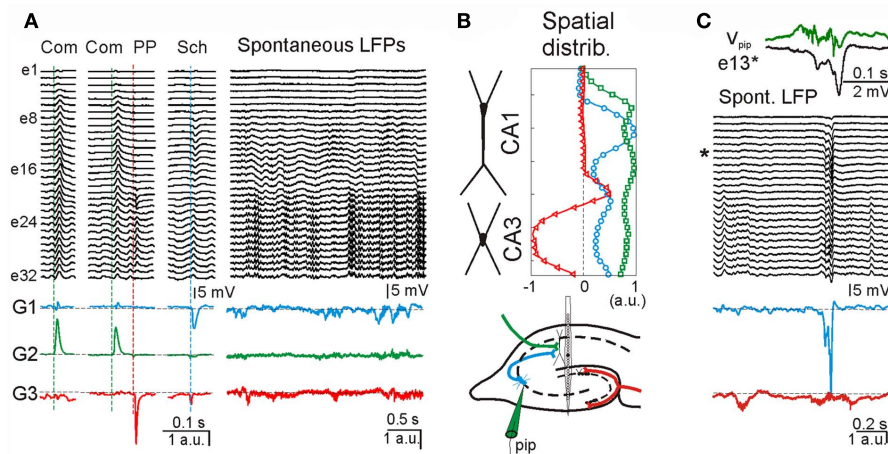 A
Com
Com PP
Sch
Spontaneous LFPs
e1
e8
e16
e24
e32
5 mV
5 mV
G1
G2
G3
0.1 s
1 a.u.
0.5 s
1 a.u.
B
Spatial
distrib.
CA1
CA3
-1 0 1
(a.u.)
pip
C
Vpip
e13*
0.1 s
2 mV
Spont. LFP
*
5 mV
0.2 s
1 a.u.